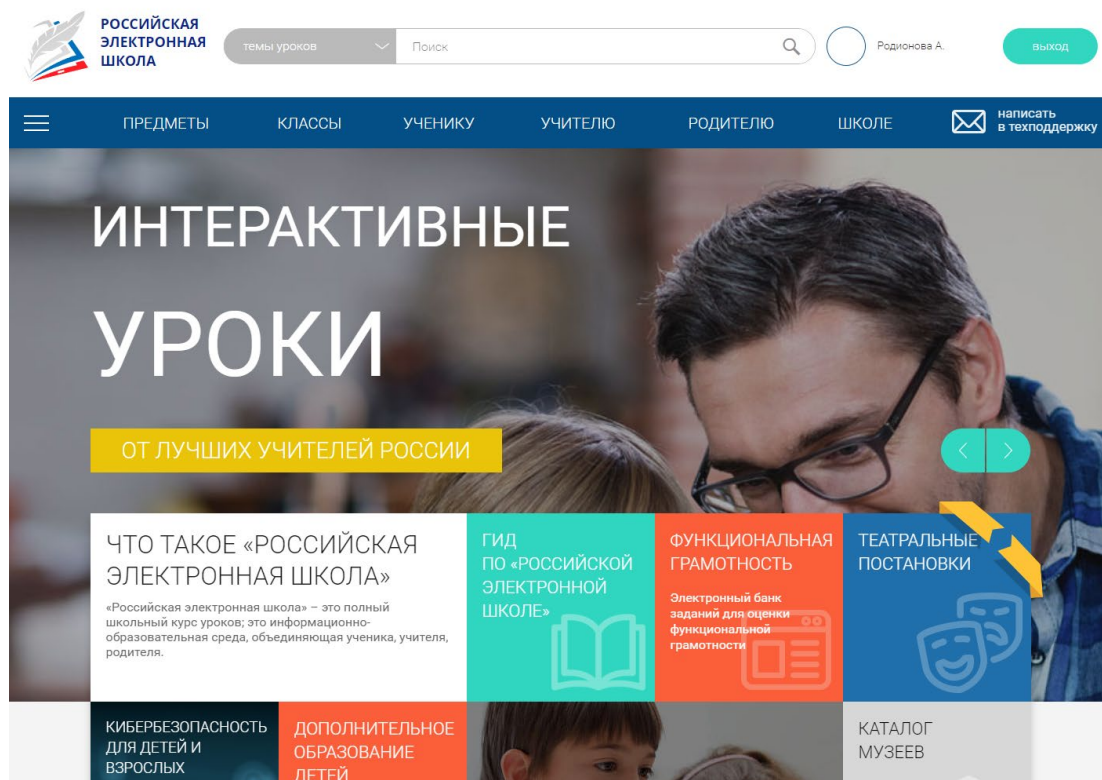 РОССИЙСКАЯ
ЭЛЕКТРОННАЯ
ШКОЛА
темы уроков
Поиск
Родионова А.
выход
ПРЕДМЕТЫ
КЛАССЫ
УЧЕНИКУ
УЧИТЕЛЮ
РОДИТЕЛЮ
ШКОЛЕ
написать
в техподдержку
ИНТЕРАКТИВНЫЕ
УРОКИ
ОТ ЛУЧШИХ УЧИТЕЛЕЙ РОССИИ
ЧТО ТАКОЕ «РОССИЙСКАЯ
ЭЛЕКТРОННАЯ ШКОЛА»
«Российская электронная школа» – это полный
школьный курс уроков; это информационно-
образовательная среда, объединяющая ученика, учителя,
родителя.
ГИД
ПО «РОССИЙСКОЙ
ЭЛЕКТРОННОЙ
ШКОЛЕ»
ФУНКЦИОНАЛЬНАЯ
ГРАМОТНОСТЬ
Электронный банк
заданий для оценки
функциональной
грамотности
ТЕАТРАЛЬНЫЕ
ПОСТАНОВКИ
КИБЕРБЕЗОПАСНОСТЬ
ДЛЯ ДЕТЕЙ И
ВЗРОСЛЫХ
ДОПОЛНИТЕЛЬНОЕ
ОБРАЗОВАНИЕ
ДЕТЕЙ
КАТАЛОГ
МУЗЕЕВ